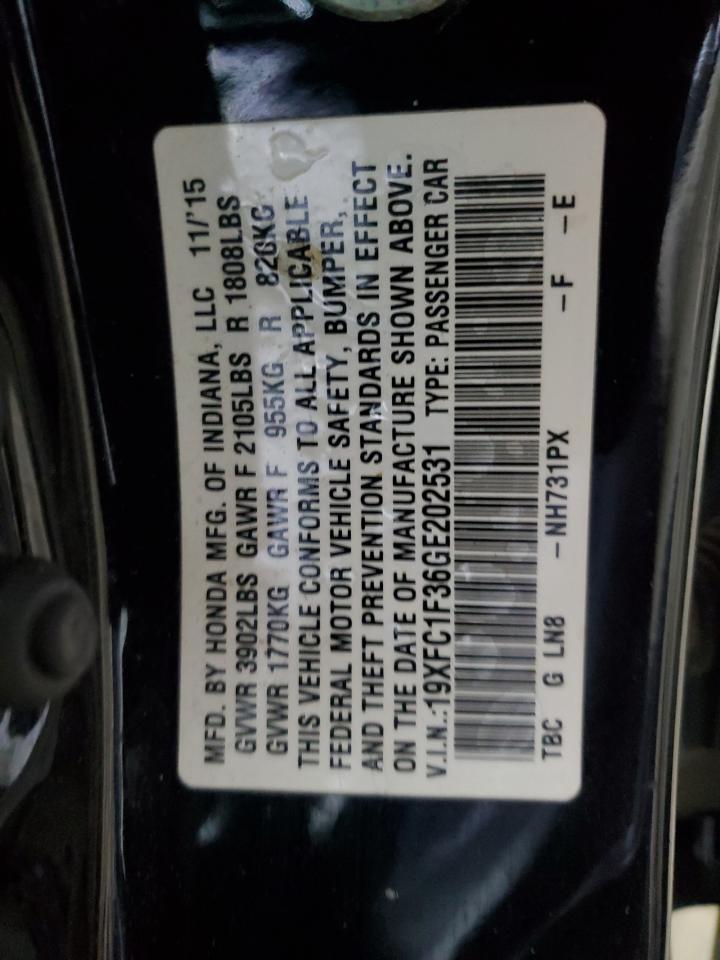 MFD. BY HONDA MFG. OF INDIANA, LLC 11/'15
GVWR 3902LBS GAWR F 2105LBS R 1808LBS
GVWR 1770KG GAWR F 955KG R 820KG
THIS VEHICLE CONFORMS TO ALL APPLICABLE
FEDERAL MOTOR VEHICLE SAFETY, BUMPER,
AND THEFT PREVENTION STANDARDS IN EFFECT
ON THE DATE OF MANUFACTURE SHOWN ABOVE.
V.I.N.:19XFC1F36GE202531 TYPE: PASSENGER CAR
TBC G LN8 -NH731PX -F -E